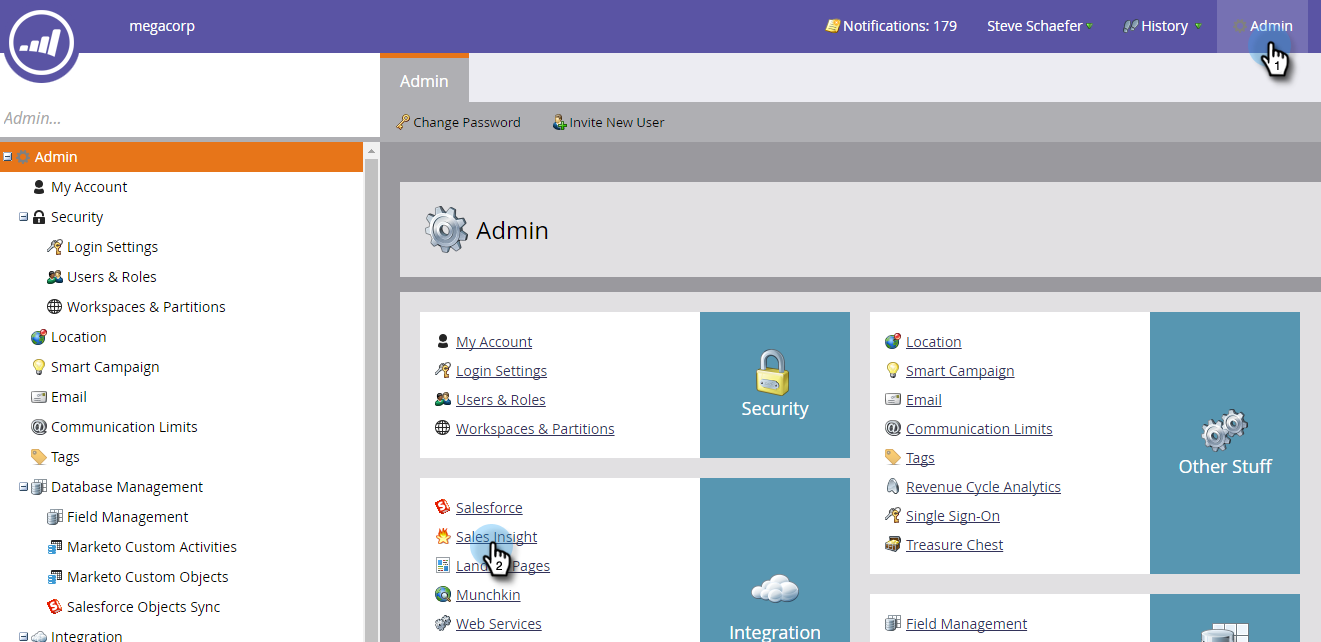 megacorp
Notifications: 179
Steve Schaefer
History
Admin
1
Admin...
Admin
Change Password
Invite New User
Admin
My Account
Security
Login Settings
Users & Roles
Workspaces & Partitions
Location
Smart Campaign
Email
Communication Limits
Tags
Database Management
Field Management
Marketo Custom Activities
Marketo Custom Objects
Salesforce Objects Sync
Integration
Admin
My Account
Login Settings
Users & Roles
Workspaces & Partitions
Security
Salesforce
Sales Insight
2
Pages
Munchkin
Web Services
Integration
Location
Smart Campaign
Email
Communication Limits
Tags
Revenue Cycle Analytics
Single Sign-On
Treasure Chest
Other Stuff
Field Management